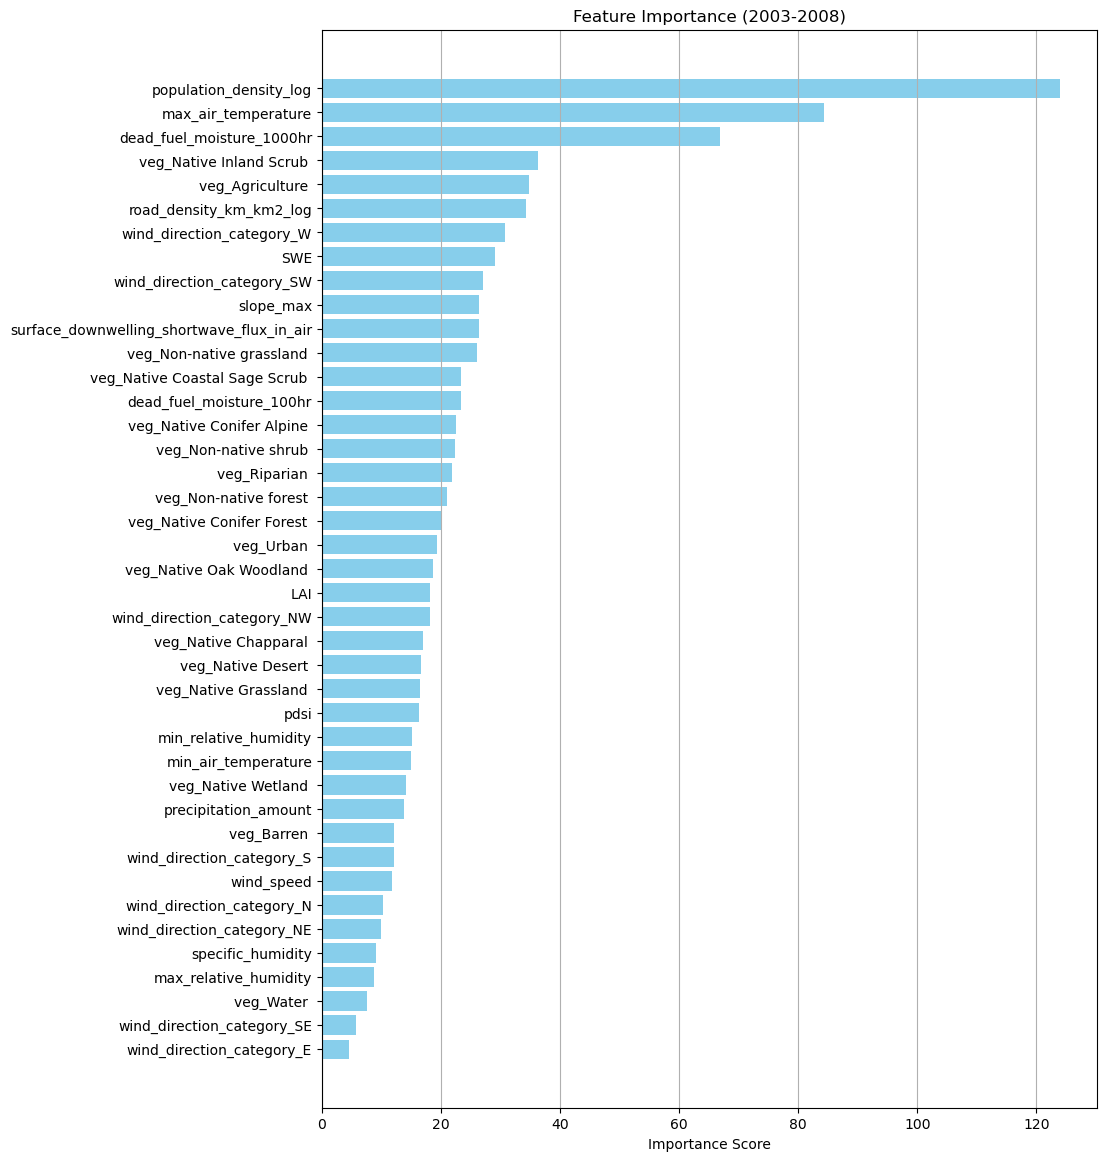 Feature Importance (2003-2008)
population_density_log
max_air_temperature
dead_fuel_moisture_1000hr
veg_Native Inland Scrub
veg_Agriculture
road_density_km_km2_log
wind_direction_category_W
SWE
wind_direction_category_SW
slope_max
surface_downwelling_shortwave_flux_in_air
veg_Non-native grassland
veg_Native Coastal Sage Scrub
dead_fuel_moisture_100hr
veg_Native Conifer Alpine
veg_Non-native shrub
veg_Riparian
veg_Non-native forest
veg_Native Conifer Forest
veg_Urban
veg_Native Oak Woodland
LAI
wind_direction_category_NW
veg_Native Chapparal
veg_Native Desert
veg_Native Grassland
pdsi
min_relative_humidity
min_air_temperature
veg_Native Wetland
precipitation_amount
veg_Barren
wind_direction_category_S
wind_speed
wind_direction_category_N
wind_direction_category_NE
specific_humidity
max_relative_humidity
veg_Water
wind_direction_category_SE
wind_direction_category_E
0 20 40 60 80 100 120
Importance Score